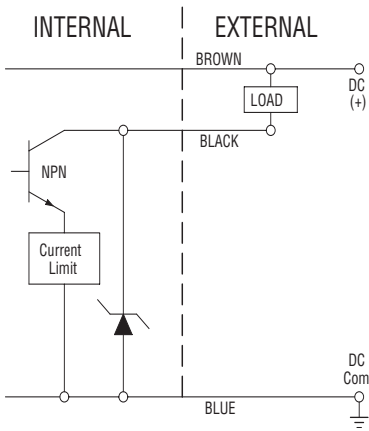 INTERNAL
EXTERNAL
BROWN
DC
(+)
LOAD
BLACK
NPN
Current
Limit
DC
Com
BLUE